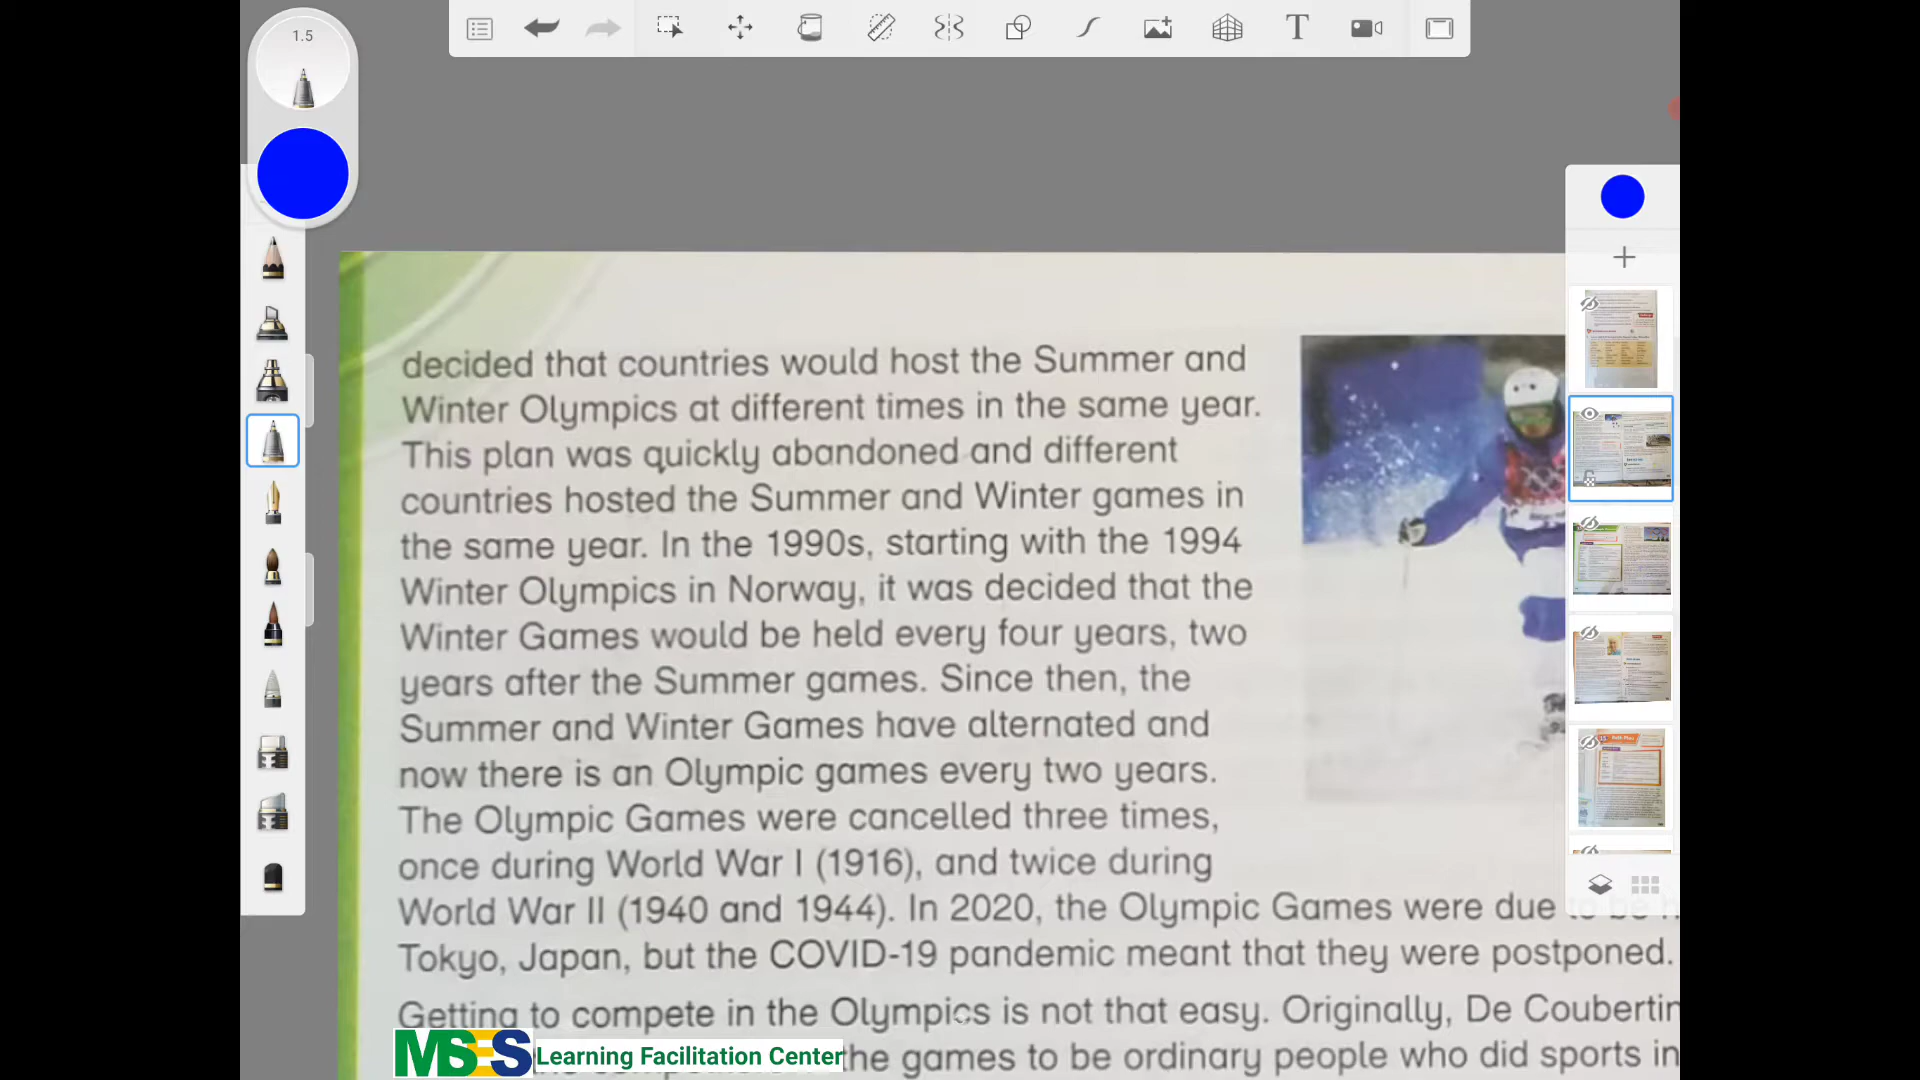 1.5
decided that countries would host the Summer and
Winter Olympics at different times in the same year.
This plan was quickly abandoned and different
countries hosted the Summer and Winter games in
the same year. In the 1990s, starting with the 1994
Winter Olympics in Norway, it was decided that the
Winter Games would be held every four years, two
years after the Summer games. Since then, the
Summer and Winter Games have alternated and
now there is an Olympic games every two years.
The Olympic Games were cancelled three times,
once during World War I (1916), and twice during
World War II (1940 and 1944). In 2020, the Olympic Games were due to be
Tokyo, Japan, but the COVID-19 pandemic meant that they were postponed.
Getting to compete in the Olympics is not that easy. Originally, De Coubertin
the games to be ordinary people who did sports in
MSES Learning Facilitation Center